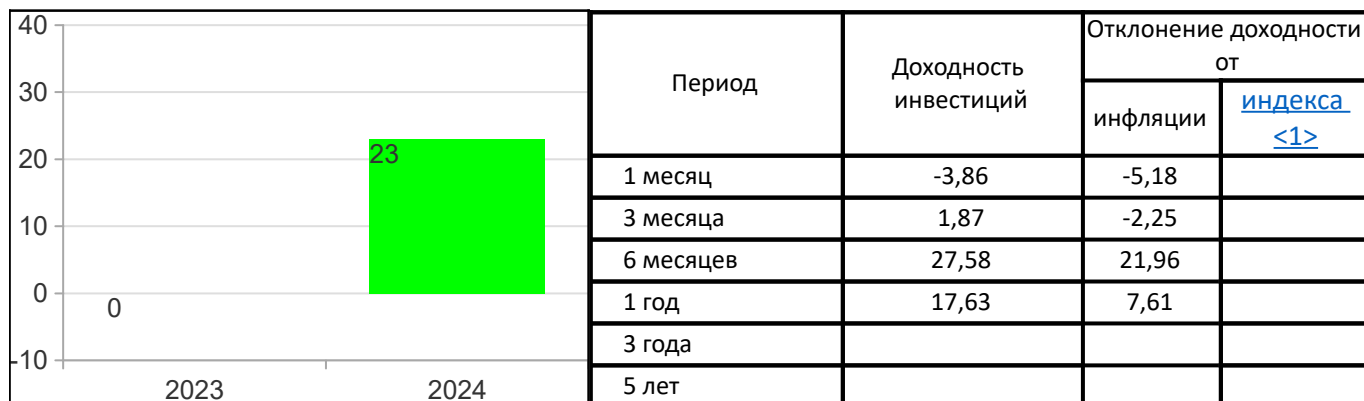 40
30
20
10
0
-10
23
0
2023 2024
Период
Доходность
инвестиций
Отклонение доходности
от
инфляции
индекса
<1>
1 месяц -3,86 -5,18
3 месяца 1,87 -2,25
6 месяцев 27,58 21,96
1 год 17,63 7,61
3 года
5 лет